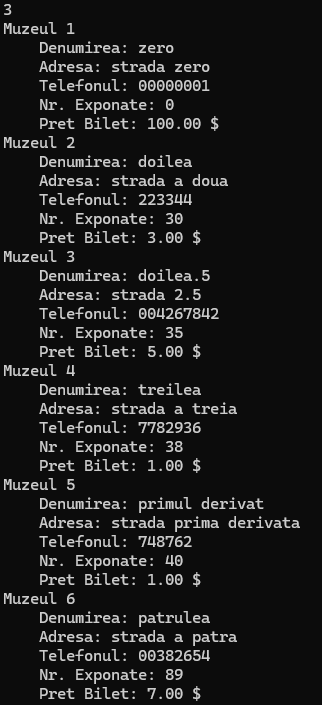 3
Muzeul 1
Denumirea: zero
Adresa: strada zero
Telefonul: 00000001
Nr. Exponate: 0
Pret Bilet: 100.00 $
Muzeul 2
Denumirea: doilea
Adresa: strada a doua
Telefonul: 223344
Nr. Exponate: 30
Pret Bilet: 3.00 $
Muzeul 3
Denumirea: doilea.5
Adresa: strada 2.5
Telefonul: 004267842
Nr. Exponate: 35
Pret Bilet: 5.00 $
Muzeul 4
Denumirea: treilea
Adresa: strada a treia
Telefonul: 7782936
Nr. Exponate: 38
Pret Bilet: 1.00 $
Muzeul 5
Denumirea: primul derivat
Adresa: strada prima derivata
Telefonul: 748762
Nr. Exponate: 40
Pret Bilet: 1.00 $
Muzeul 6
Denumirea: patrulea
Adresa: strada a patra
Telefonul: 00382654
Nr. Exponate: 89
Pret Bilet: 7.00 $